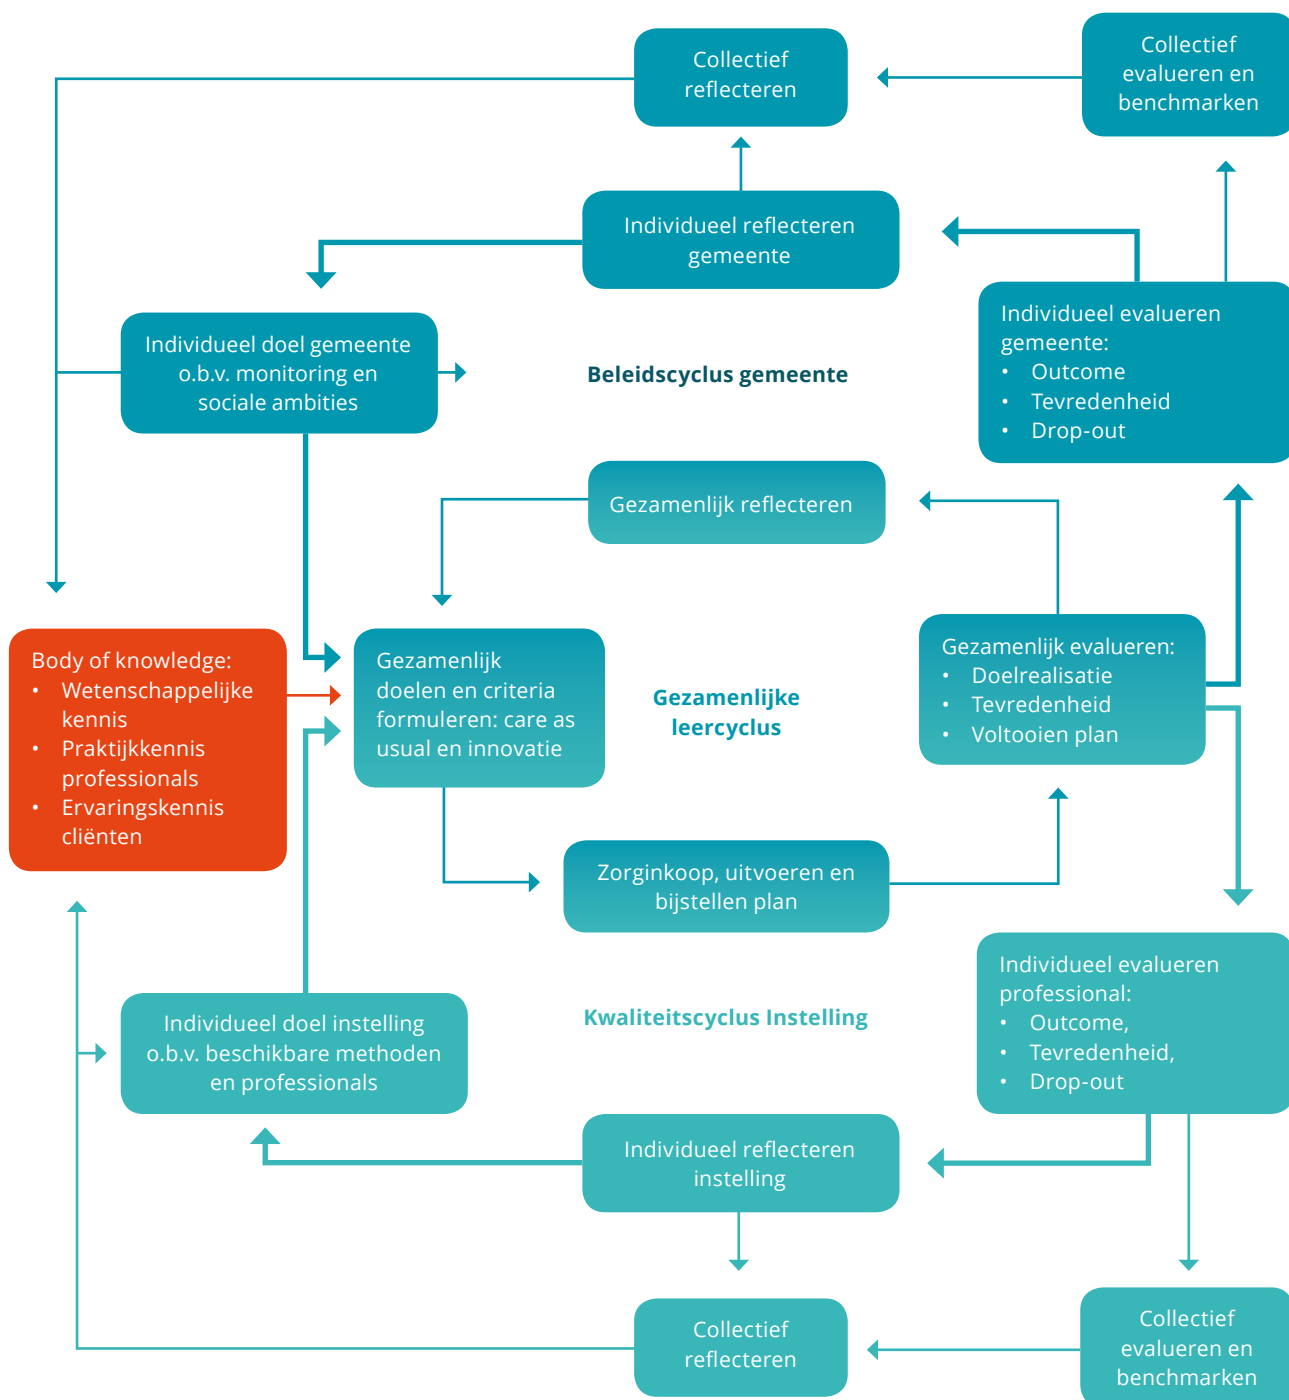 Collectief
reflecteren
Collectief
evalueren en
benchmarken
Individueel reflecteren
gemeente
Individueel evalueren
gemeente:
• Outcome
• Tevredenheid
• Drop-out
Individueel doel gemeente
o.b.v. monitoring en
sociale ambities
Beleidscyclus gemeente
Gezamenlijk reflecteren
Body of knowledge:
• Wetenschappelijke
kennis
• Praktijkkennis
professionals
• Ervaringskennis
cliënten
Gezamenlijk
doelen en criteria
formuleren: care as
usual en innovatie
Gezamenlijke
leercyclus
Gezamenlijk evalueren:
• Doelrealisatie
• Tevredenheid
• Voltooien plan
Zorginkoop, uitvoeren en
bijstellen plan
Individueel doel instelling
o.b.v. beschikbare methoden
en professionals
Kwaliteitscyclus Instelling
Individueel evalueren
professional:
• Outcome,
• Tevredenheid,
• Drop-out
Individueel reflecteren
instelling
Collectief
reflecteren
Collectief
evalueren en
benchmarken